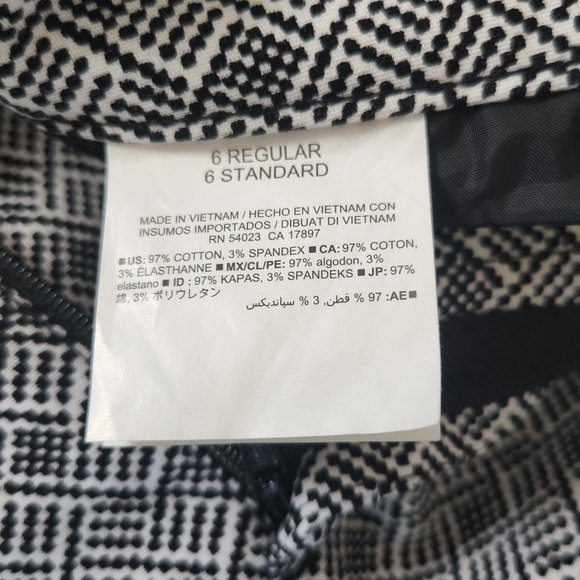 6 REGULAR
6 STANDARD
MADE IN VIETNAM / HECHO EN VIETNAM CON
INSUMOS IMPORTADOS / DIBUAT DI VIETNAM
RN 54023 CA 17897
■ US: 97% COTTON, 3% SPANDEX ■ CA: 97% COTON,
3% ÉLASTHANNE ■ MX/CL/PE: 97% algodon, 3%
elastano ■ ID : 97% KAPAS, 3% SPANDEKS ■ JP: 97%
綿, 3% ポリウレタン
■ AE: 97 % قطن, 3 % سپانديكس